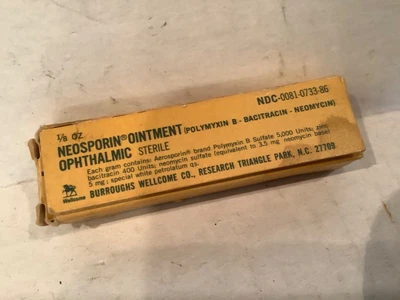 1/8 OZ
NDC-0081-0733-86
NEOSPORIN® OINTMENT (POLYMYXIN B - BACITRACIN - NEOMYCIN)
OPHTHALMIC STERILE
Each gram contains: Aerosporin® brand Polymyxin B Sulfate 5,000 Units; zinc
bacitracin 400 Units; neomycin sulfate (equivalent to 3.5 mg neomycin base)
5 mg; special white petrolatum qs.
BURROUGHS WELLCOME CO., RESEARCH TRIANGLE PARK, N.C. 27709
Wellcome